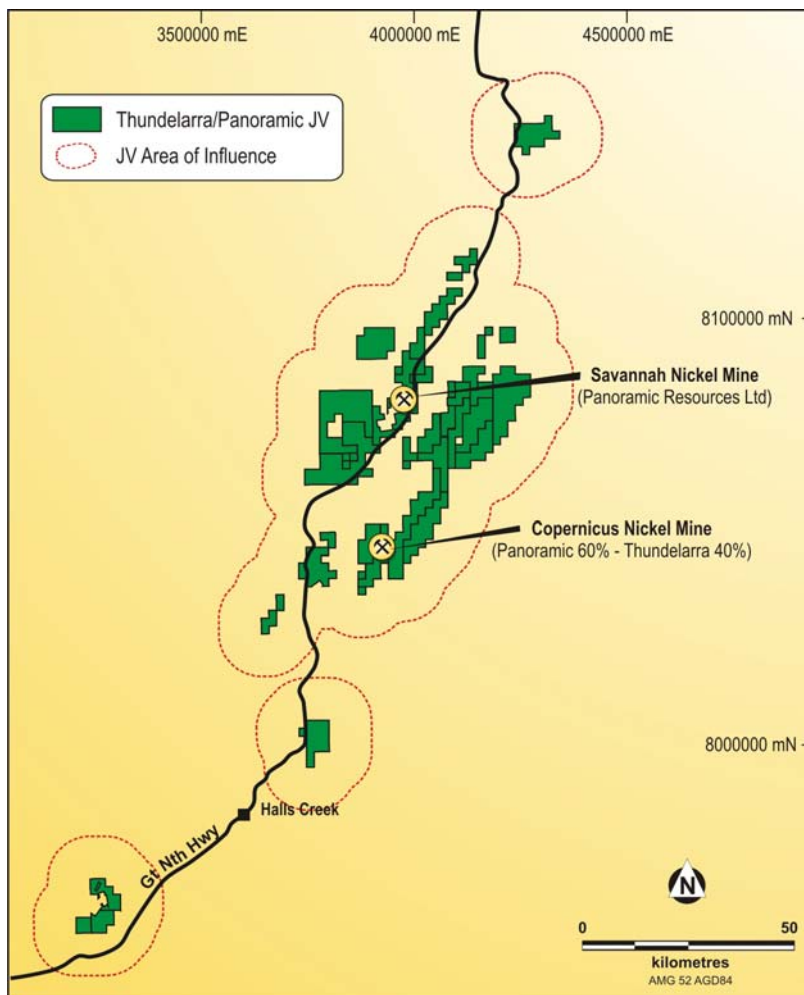 3500000 mE
4000000 mE
4500000 mE
Thundelarra/Panoramic JV
JV Area of Influence
8100000 mN
Savannah Nickel Mine
(Panoramic Resources Ltd)
Copernicus Nickel Mine
(Panoramic 60% - Thundelarra 40%)
8000000 mN
Halls Creek
Gt Nth Hwy
N
0
50
kilometres
AMG 52 AGD84